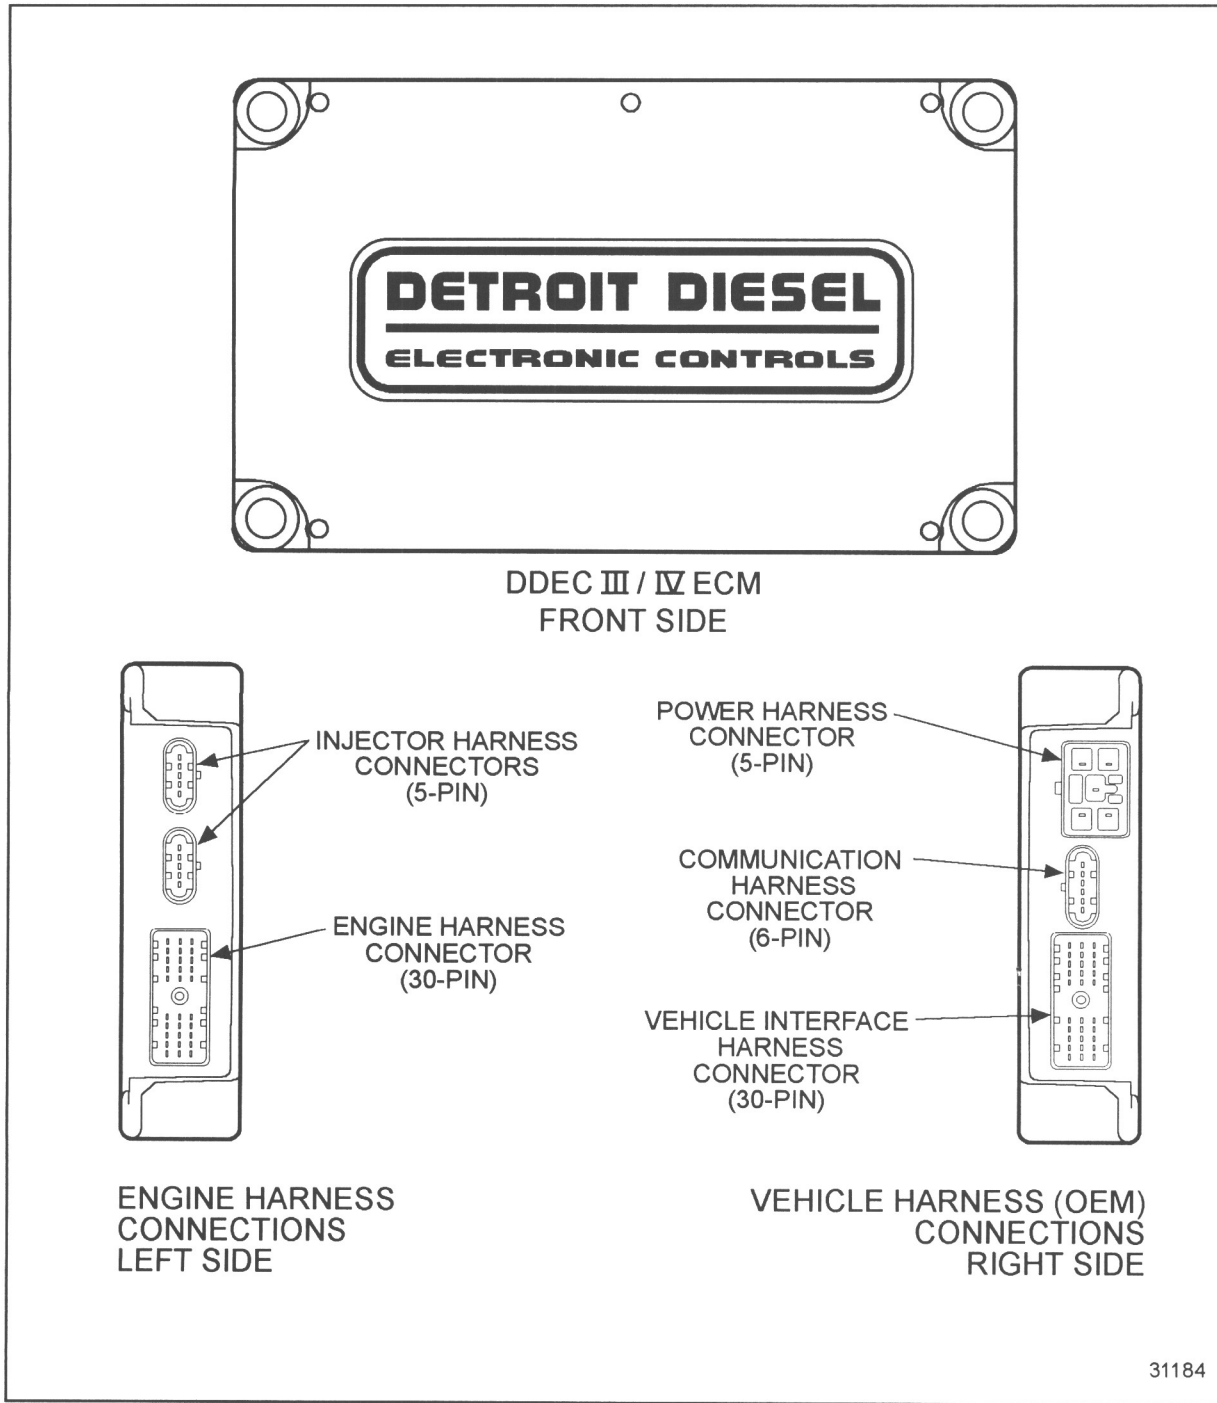 DETROIT DIESEL
ELECTRONIC CONTROLS
DDEC III / IV ECM
FRONT SIDE
INJECTOR HARNESS
CONNECTORS
(5-PIN)
ENGINE HARNESS
CONNECTOR
(30-PIN)
POWER HARNESS
CONNECTOR
(5-PIN)
COMMUNICATION
HARNESS
CONNECTOR
(6-PIN)
VEHICLE INTERFACE
HARNESS
CONNECTOR
(30-PIN)
ENGINE HARNESS
CONNECTIONS
LEFT SIDE
VEHICLE HARNESS (OEM)
CONNECTIONS
RIGHT SIDE
31184